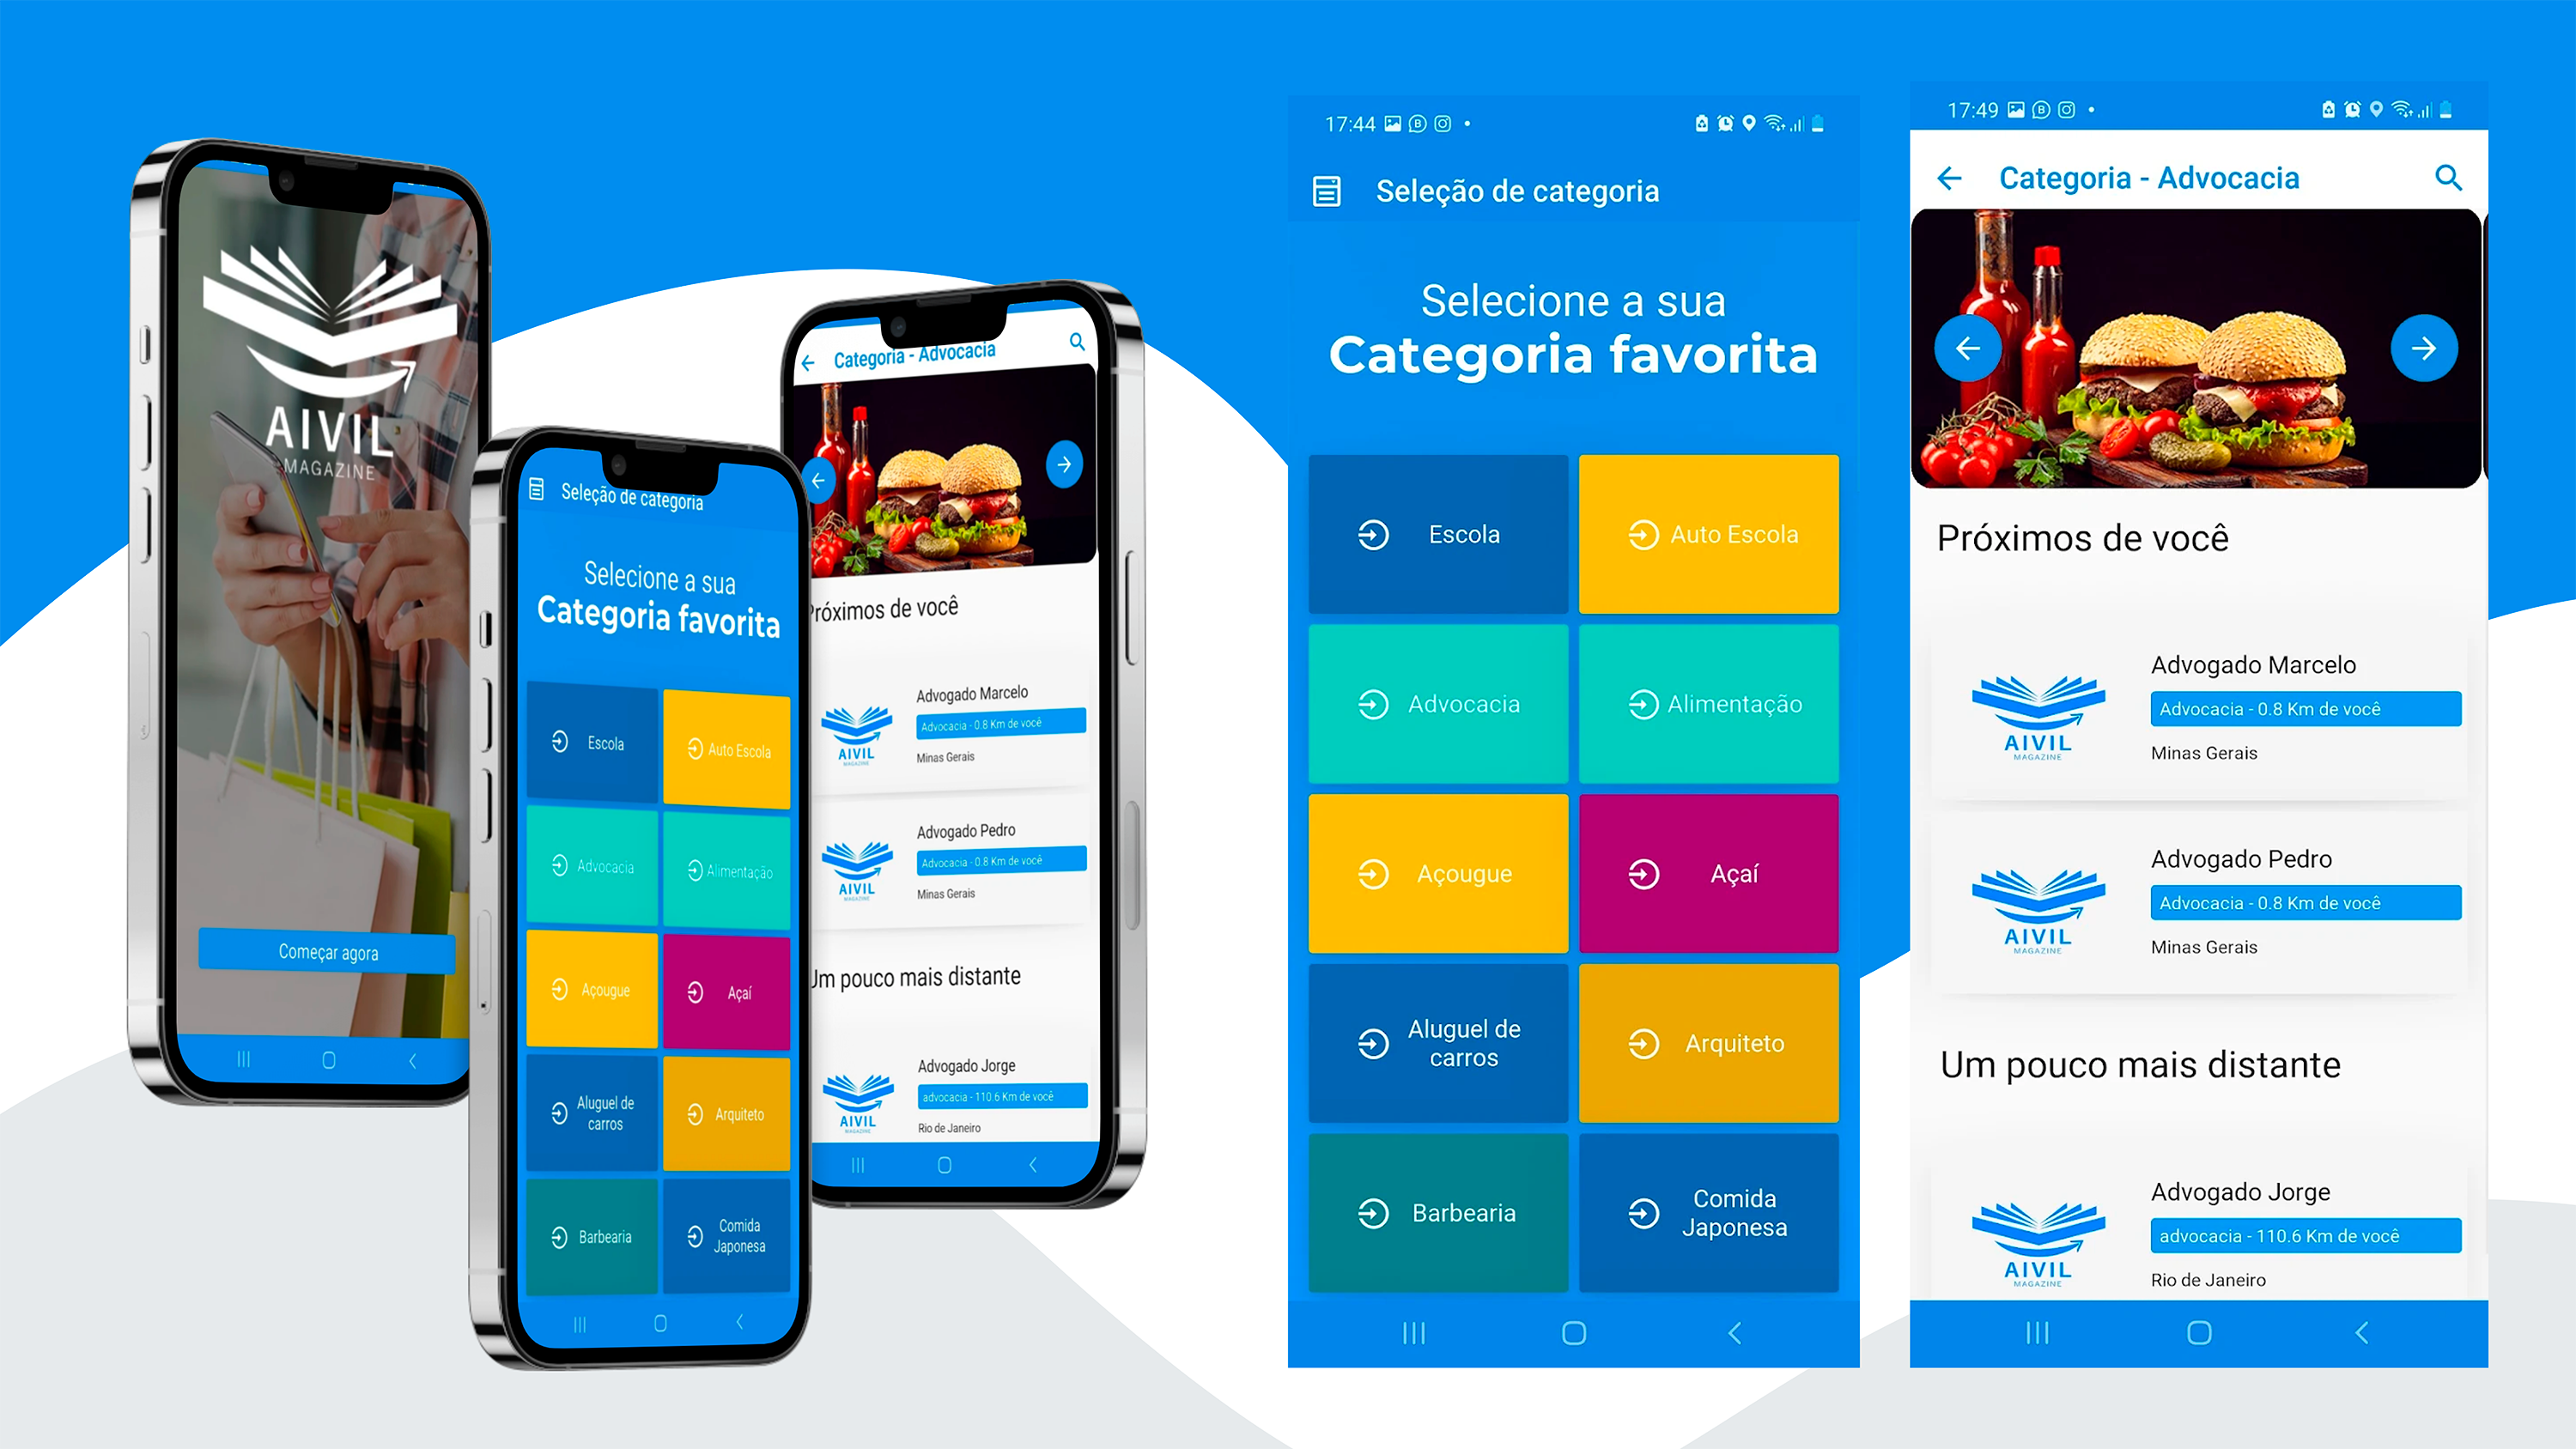 AIVIL
MAGAZINE
Começar agora
Seleção de categoria
Selecione a sua
Categoria favorita
Escola
Auto Escola
Advocacia
Alimentação
Açougue
Açaí
Aluguel de
carros
Arquiteto
Barbearia
Comida
Japonesa
Categoria - Advocacia
Próximos de você
Advogado Marcelo
Advocacia - 0.8 Km de você
Minas Gerais
AIVIL
MAGAZINE
Advogado Pedro
Advocacia - 0.8 Km de você
Minas Gerais
AIVIL
MAGAZINE
Um pouco mais distante
Advogado Jorge
advocacia - 110.6 Km de você
Rio de Janeiro
AIVIL
MAGAZINE
17:44
Seleção de categoria
Selecione a sua
Categoria favorita
Escola
Auto Escola
Advocacia
Alimentação
Açougue
Açaí
Aluguel de
carros
Arquiteto
Barbearia
Comida
Japonesa
17:49
Categoria - Advocacia
Próximos de você
Advogado Marcelo
Advocacia - 0.8 Km de você
Minas Gerais
AIVIL
MAGAZINE
Advogado Pedro
Advocacia - 0.8 Km de você
Minas Gerais
AIVIL
MAGAZINE
Um pouco mais distante
Advogado Jorge
advocacia - 110.6 Km de você
Rio de Janeiro
AIVIL
MAGAZINE